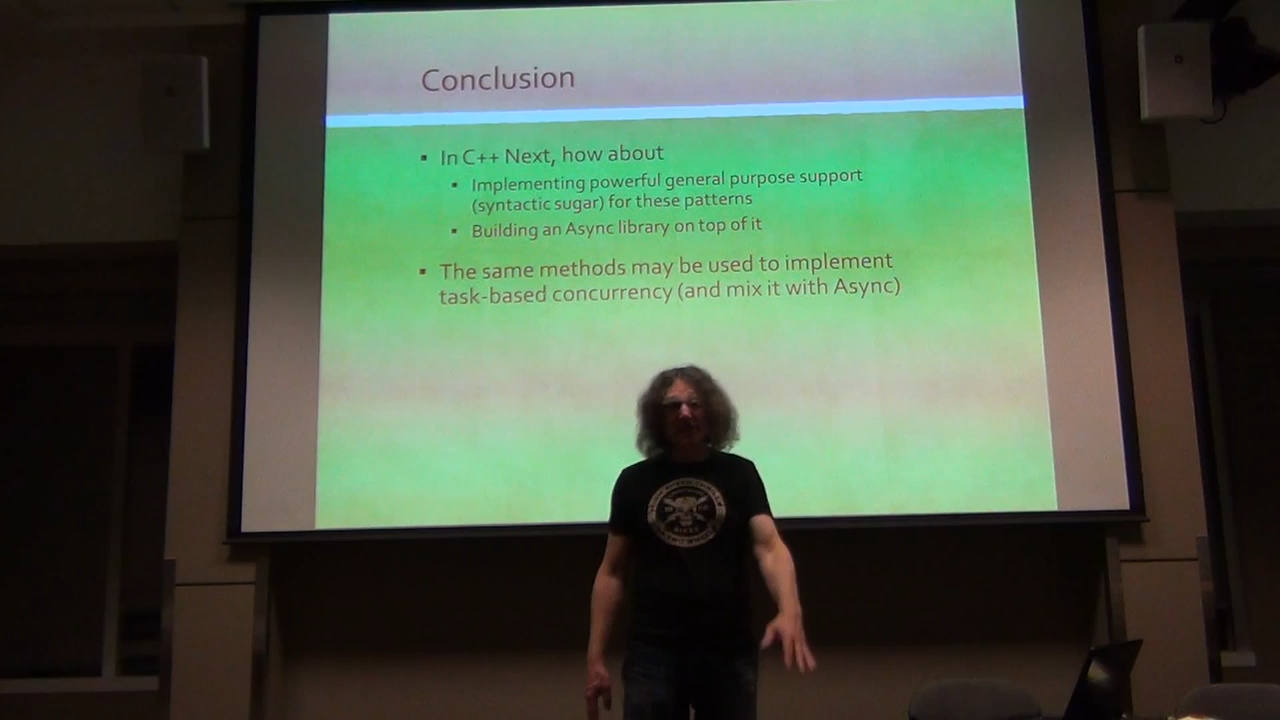 Conclusion
In C++ Next, how about
Implementing powerful general purpose support
(syntactic sugar) for these patterns
Building an Async library on top of it
The same methods may be used to implement
task-based concurrency (and mix it with Async)